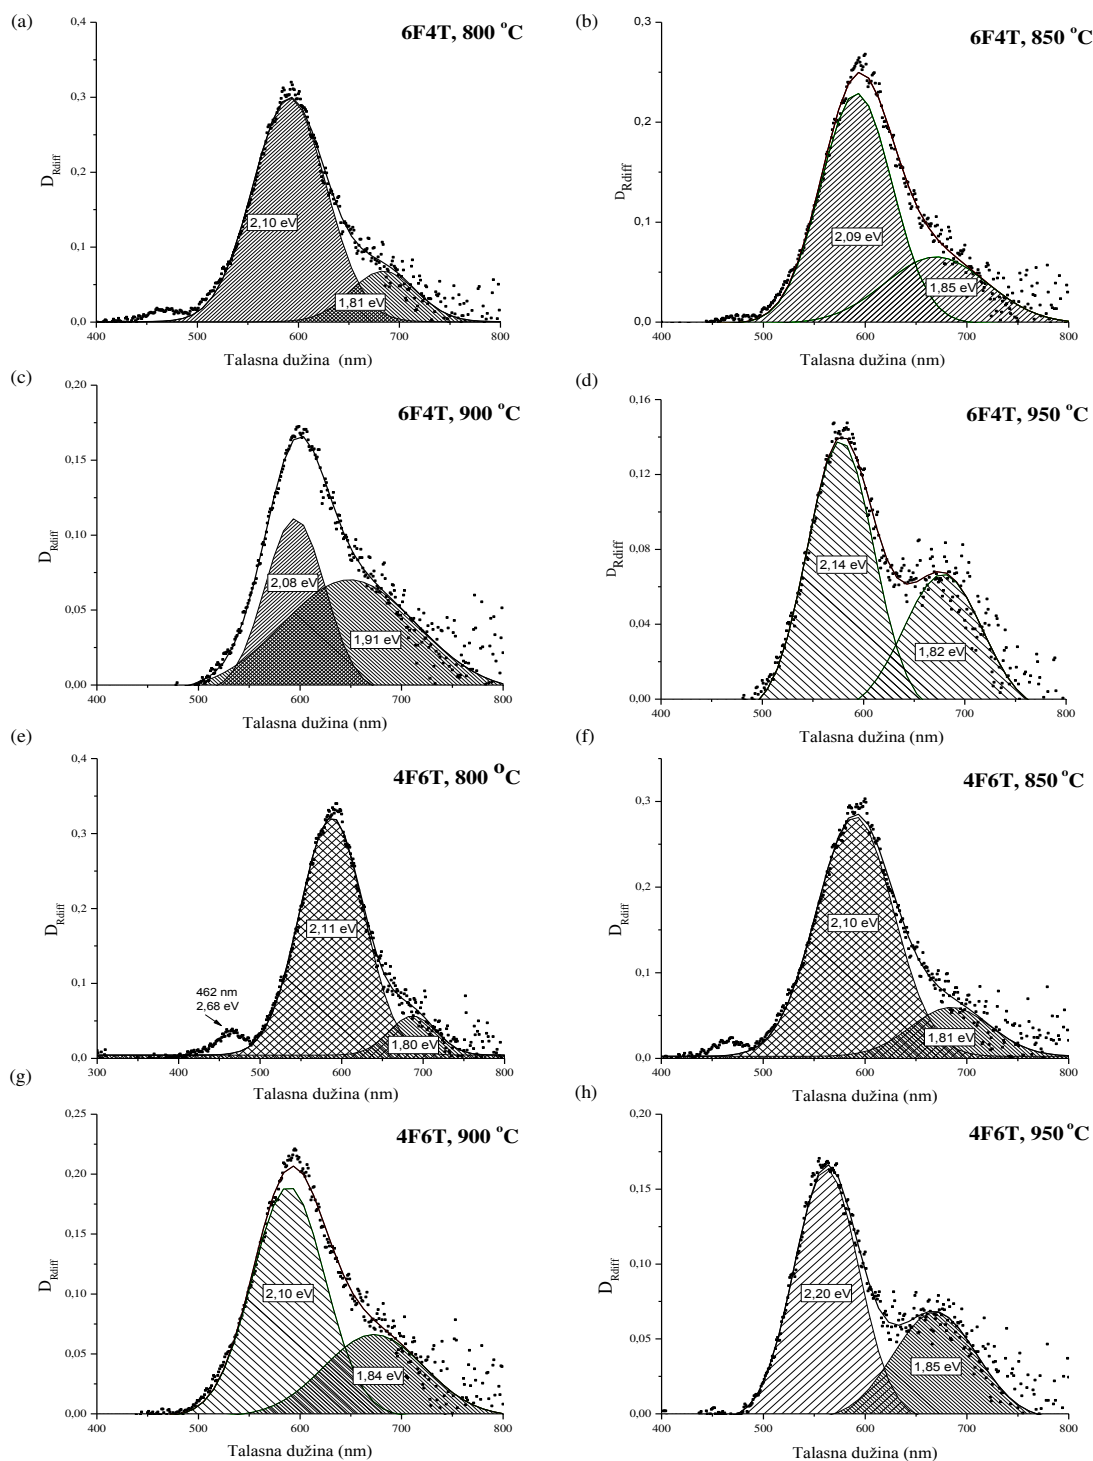 (a)
6F4T, 800 °C
0,4
0,3
0,2
0,1
0,0
D_Rdiff
2,10 eV
1,81 eV
400 500 600 700 800
Talasna dužina (nm)
(b)
6F4T, 850 °C
0,3
0,2
0,1
0,0
D_Rdiff
2,09 eV
1,85 eV
400 500 600 700 800
Talasna dužina (nm)
(c)
6F4T, 900 °C
0,20
0,15
0,10
0,05
0,00
D_Rdiff
2,08 eV
1,91 eV
400 500 600 700 800
Talasna dužina (nm)
(d)
6F4T, 950 °C
0,16
0,12
0,08
0,04
0,00
D_Rdiff
2,14 eV
1,82 eV
400 500 600 700 800
Talasna dužina (nm)
(e)
4F6T, 800 °C
0,4
0,3
0,2
0,1
0,0
D_Rdiff
2,11 eV
462 nm
2,68 eV
1,80 eV
300 400 500 600 700 800
Talasna dužina (nm)
(f)
4F6T, 850 °C
0,3
0,2
0,1
0,0
D_Rdiff
2,10 eV
1,81 eV
400 500 600 700 800
Talasna dužina (nm)
(g)
4F6T, 900 °C
0,25
0,20
0,15
0,10
0,05
0,00
D_Rdiff
2,10 eV
1,84 eV
400 500 600 700 800
Talasna dužina (nm)
(h)
4F6T, 950 °C
0,20
0,15
0,10
0,05
0,00
D_Rdiff
2,20 eV
1,85 eV
400 500 600 700 800
Talasna dužina (nm)